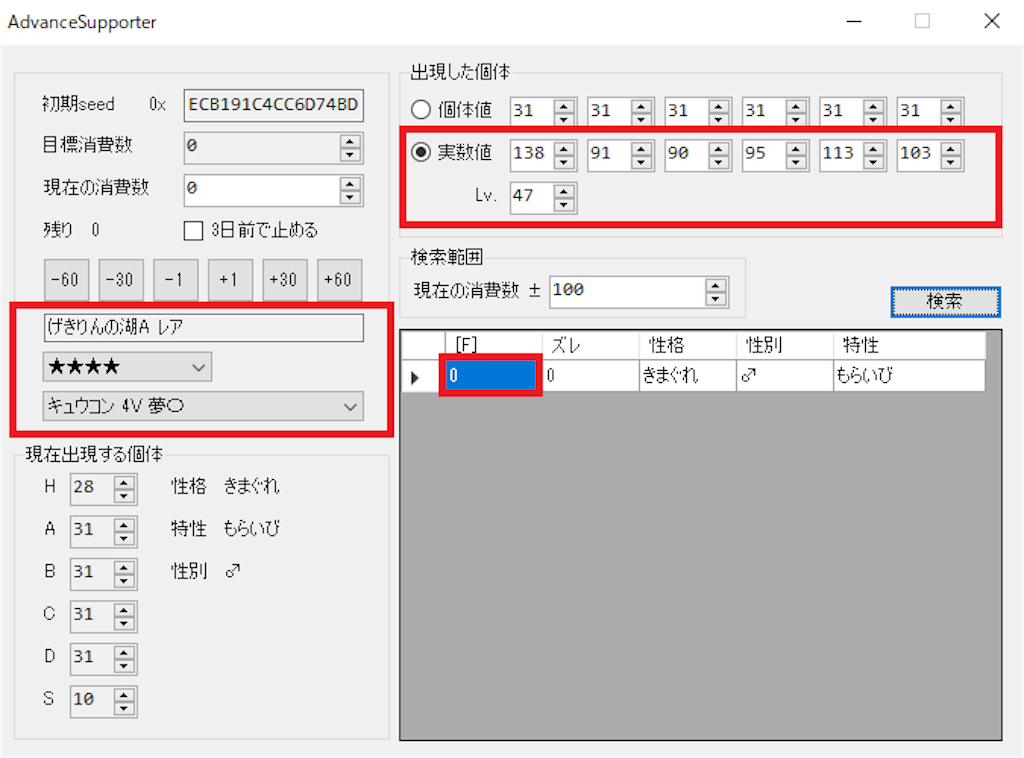 AdvanceSupporter
初期seed 0x ECB191C4CC6D74BD
目標消費数 0
現在の消費数 0
残り 0 3日前で止める
-60 -30 -1 +1 +30 +60
げきりんの湖A レア
★★★★
キュウコン 4V 夢〇
現在出現する個体
H 28 性格 きまぐれ
A 31 特性 もらいび
B 31 性別 ♂
C 31
D 31
S 10
出現した個体
個体値 31 31 31 31 31 31
実数値 138 91 90 95 113 103
Lv. 47
検索範囲
現在の消費数 ± 100
検索
[F] ズレ 性格 性別 特性
0 0 きまぐれ ♂ もらいび